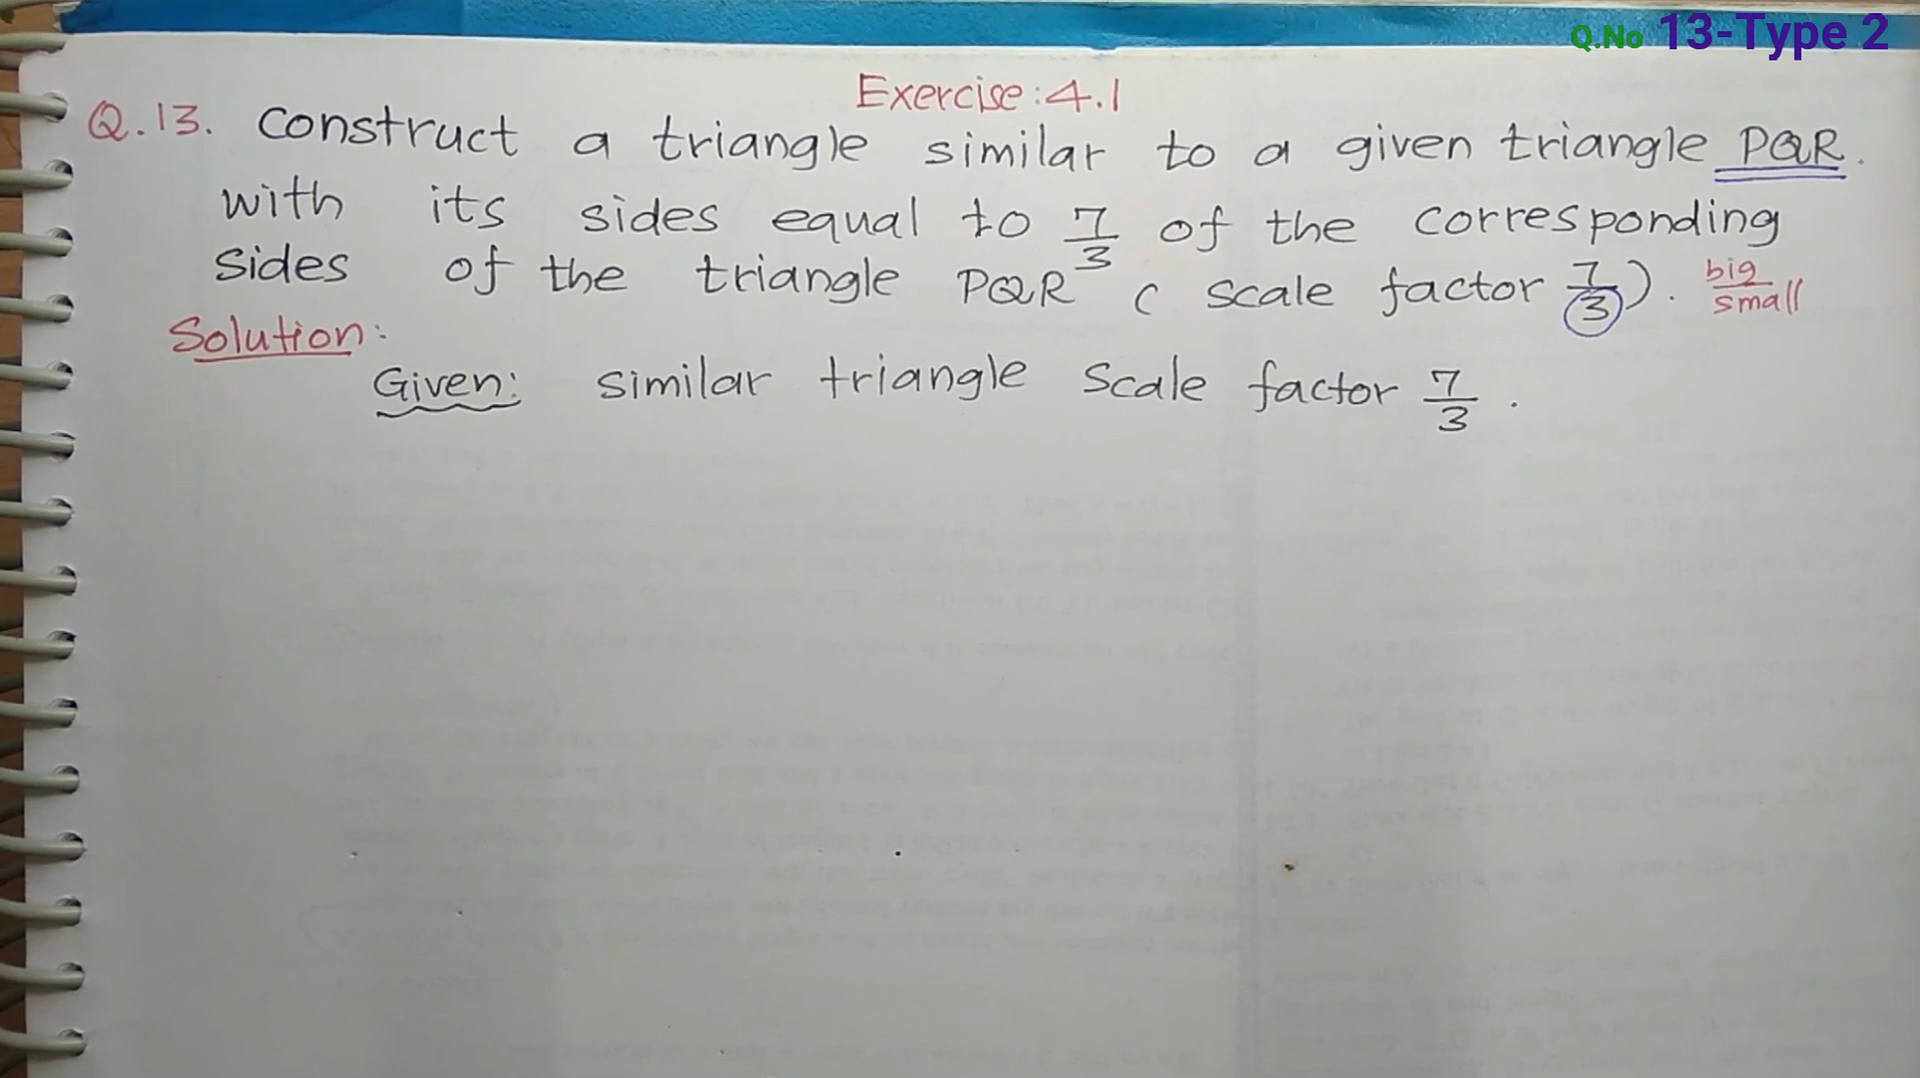 Q.No 13-Type 2
Exercise: 4.1
Q.13. Construct a triangle similar to a given triangle PQR.
with its sides equal to 7/3 of the corresponding
sides of the triangle PQR ( scale factor 7/3 ). big/small
Solution:
Given: similar triangle scale factor 7/3 .